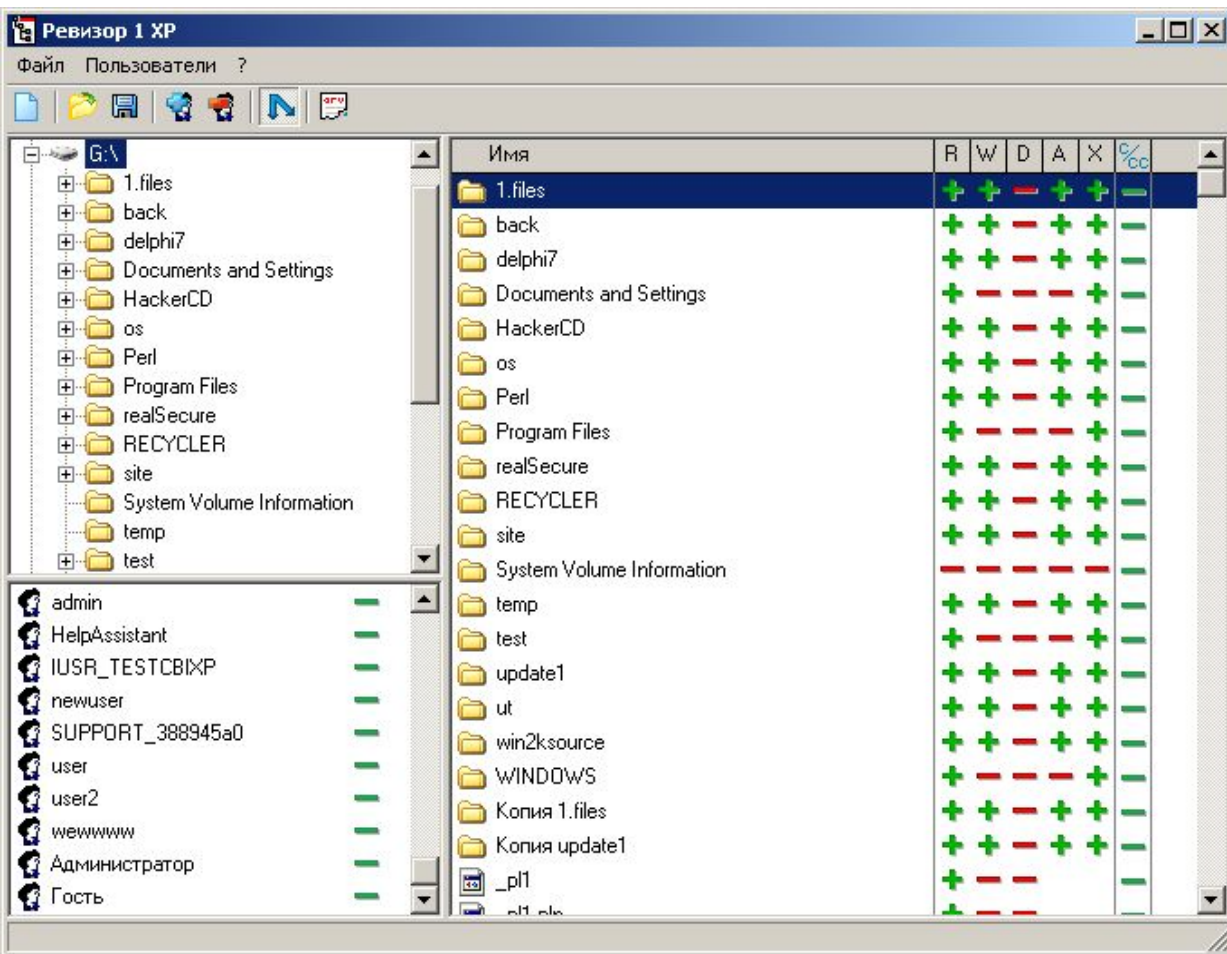 Ревизор 1 XP
Файл Пользователи ?
G:\
1.files
back
delphi7
Documents and Settings
HackerCD
os
Perl
Program Files
realSecure
RECYCLER
site
System Volume Information
temp
test
admin
HelpAssistant
IUSR_TESTCBIXP
newuser
SUPPORT_388945a0
user
user2
wewwww
Администратор
Гость
Имя R W D A X C/CC
1.files
back
delphi7
Documents and Settings
HackerCD
os
Perl
Program Files
realSecure
RECYCLER
site
System Volume Information
temp
test
update1
ut
win2ksource
WINDOWS
Копия 1.files
Копия update1
_pl1